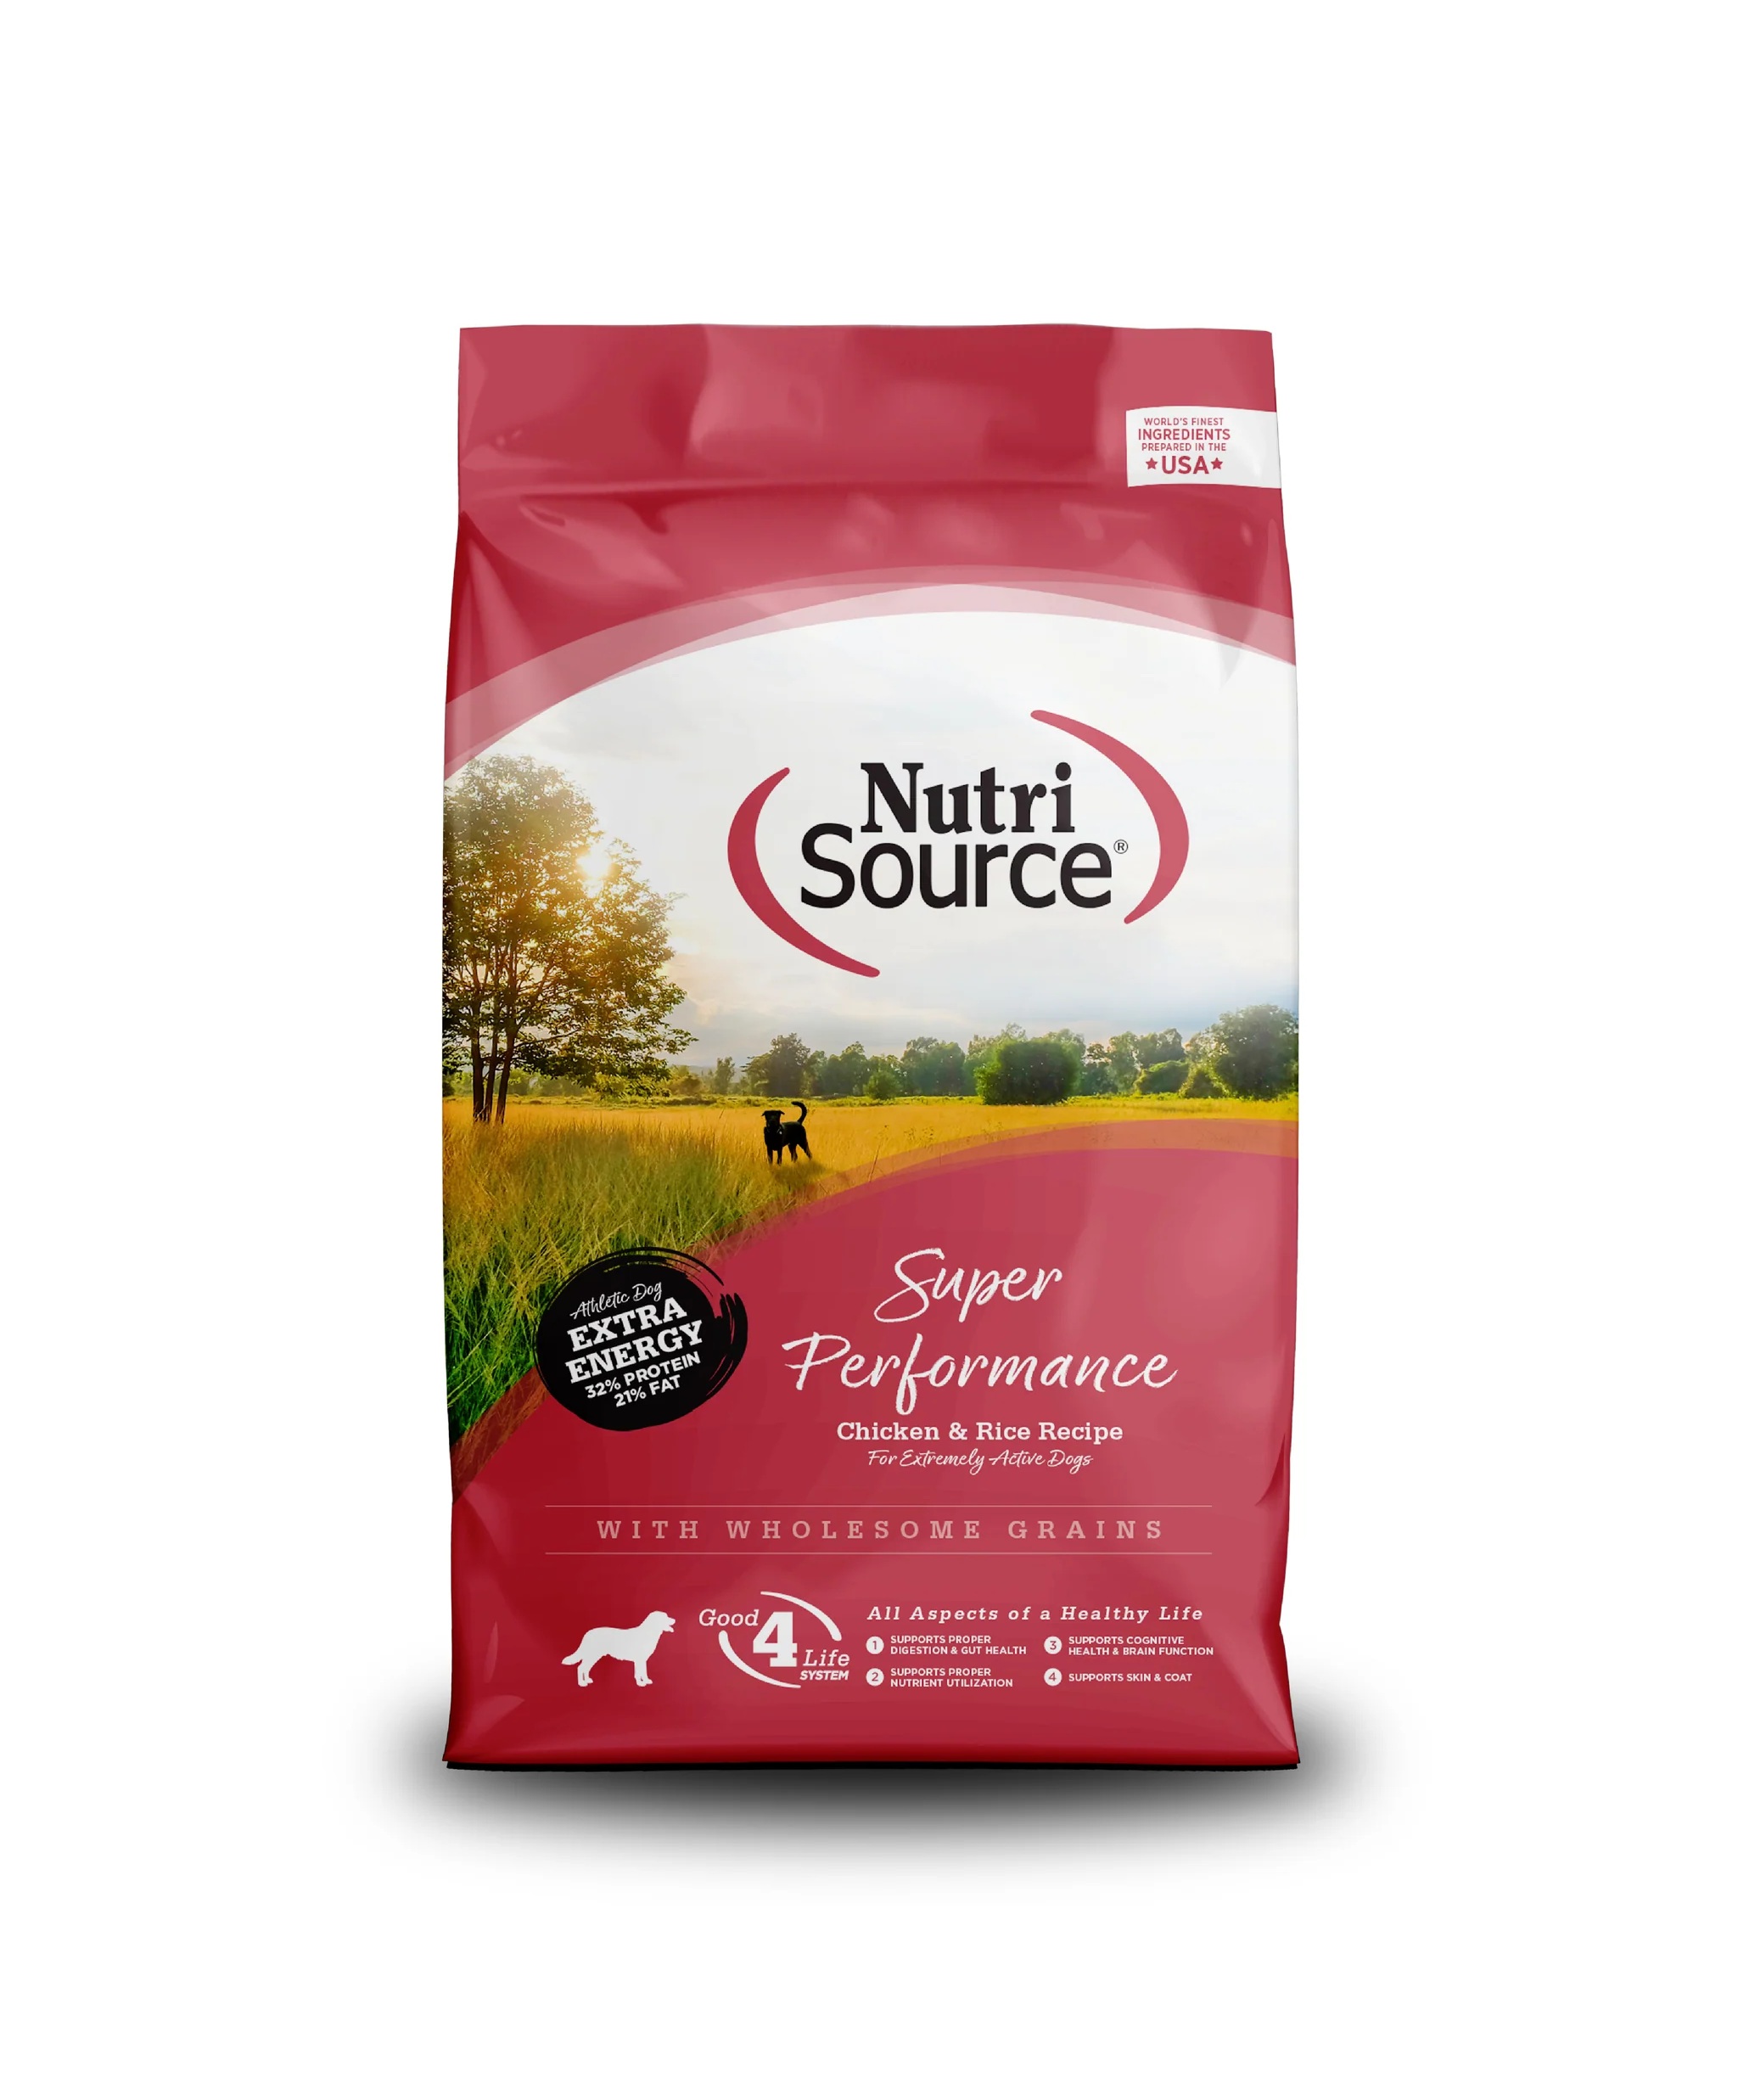 WORLD'S FINEST
INGREDIENTS
PREPARED IN THE
★USA★
Nutri
Source®
Athletic Dog
EXTRA
ENERGY
32% PROTEIN
21% FAT
Super
Performance
Chicken & Rice Recipe
For Extremely Active Dogs
WITH WHOLESOME GRAINS
Good
4
Life
SYSTEM
All Aspects of a Healthy Life
1 SUPPORTS PROPER
DIGESTION & GUT HEALTH
2 SUPPORTS PROPER
NUTRIENT UTILIZATION
3 SUPPORTS COGNITIVE
HEALTH & BRAIN FUNCTION
4 SUPPORTS SKIN & COAT